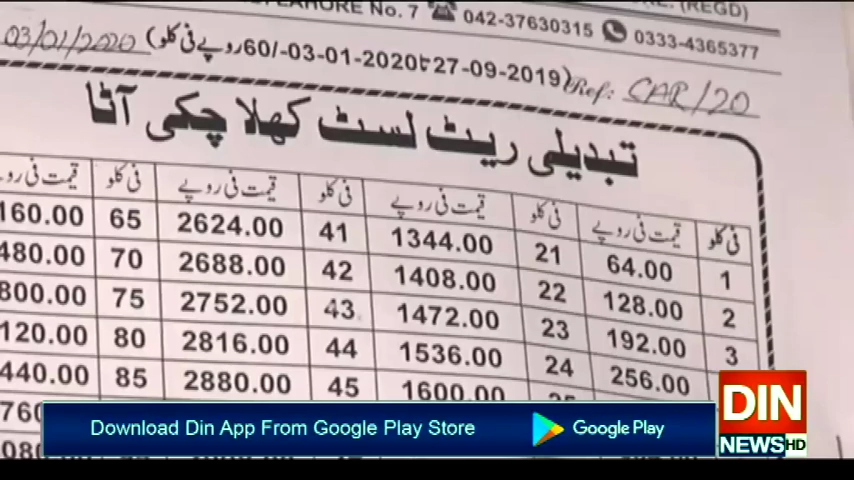 LAHORE No. 7 042-37630315 0333-4365377
(REGD)
03/01/2020 (27-09-2019 تا 03-01-2020 -/60 روپے فی کلو)
Ref: CAR/20
تبدیلی ریٹ لسٹ کھلا چکی آٹا
فی کلو قیمت فی روپے فی کلو قیمت فی روپے فی کلو قیمت فی روپے فی کلو قیمت فی روپے
1 64.00 21 1344.00 41 2624.00 65 160.00
2 128.00 22 1408.00 42 2688.00 70 480.00
3 192.00 23 1472.00 43 2752.00 75 800.00
256.00 24 1536.00 44 2816.00 80 120.00
1600.00 45 2880.00 85 440.00
760
080
Download Din App From Google Play Store Google Play
DIN
NEWS HD